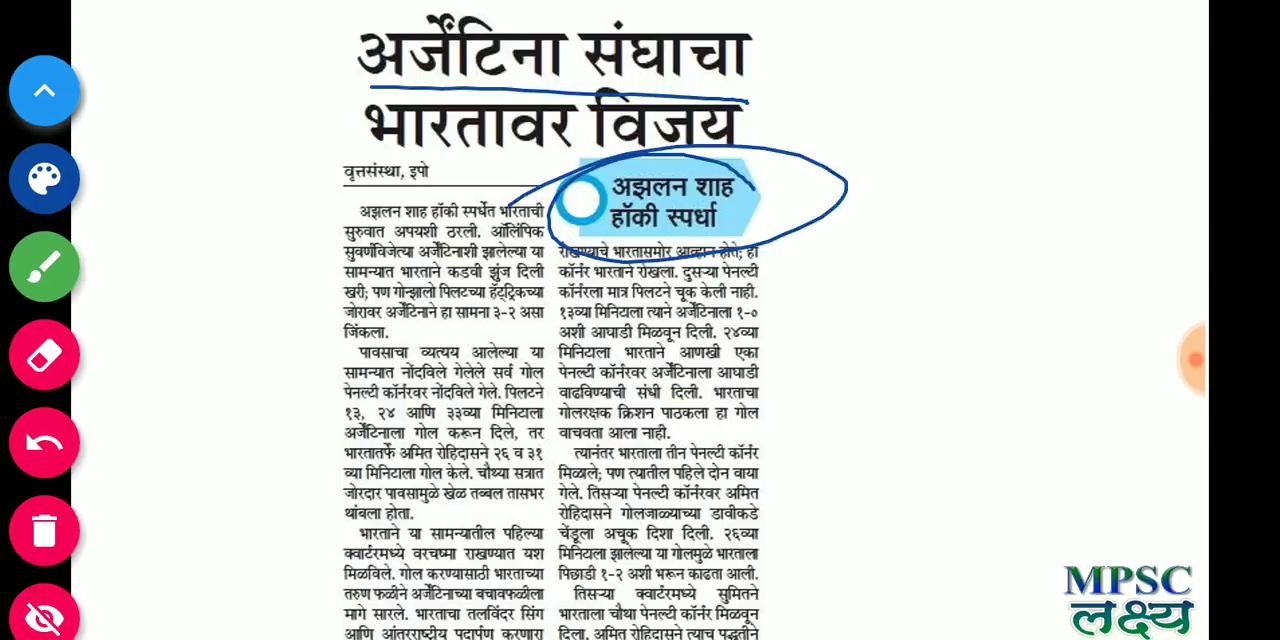 अर्जेंटिना संघाचा
भारतावर विजय
वृत्तसंस्था, इपो
अझलन शाह
हॉकी स्पर्धा
अझलन शाह हॉकी स्पर्धेत भारताची
सुरुवात अपयशी ठरली. ऑलिंपिक
सुवर्णविजेत्या अर्जेंटिनाशी झालेल्या या
सामन्यात भारताने कडवी झुंज दिली
खरी; पण गोन्झालो पिलटच्या हॅट्ट्रिकच्या
जोरावर अर्जेंटिनाने हा सामना ३-२ असा
जिंकला.
पावसाचा व्यत्यय आलेल्या या
सामन्यात नोंदविले गेलेले सर्व गोल
पेनल्टी कॉर्नरवर नोंदविले गेले. पिलटने
१३, २४ आणि ३३व्या मिनिटाला
अर्जेंटिनाला गोल करून दिले, तर
भारतातर्फे अमित रोहिदासने २६ व ३१
व्या मिनिटाला गोल केले. चौथ्या सत्रात
जोरदार पावसामुळे खेळ तब्बल तासभर
थांबला होता.
भारताने या सामन्यातील पहिल्या
क्वार्टरमध्ये वरचष्मा राखण्यात यश
मिळविले. गोल करण्यासाठी भारताच्या
तरुण फळीने अर्जेंटिनाच्या बचावफळीला
मागे सारले. भारताचा तलविंदर सिंग
आणि आंतरराष्ट्रीय पदार्पण करणारा
रोखण्याचे भारतासमोर आव्हान होते; हा
कॉर्नर भारताने रोखला. दुसऱ्या पेनल्टी
कॉर्नरला मात्र पिलटने चूक केली नाही.
१३व्या मिनिटाला त्याने अर्जेंटिनाला १-०
अशी आघाडी मिळवून दिली. २४व्या
मिनिटाला भारताने आणखी एका
पेनल्टी कॉर्नरवर अर्जेंटिनाला आघाडी
वाढविण्याची संधी दिली. भारताचा
गोलरक्षक क्रिशन पाठकला हा गोल
वाचवता आला नाही.
त्यानंतर भारताला तीन पेनल्टी कॉर्नर
मिळाले; पण त्यातील पहिले दोन वाया
गेले. तिसऱ्या पेनल्टी कॉर्नरवर अमित
रोहिदासने गोलजाळ्याच्या डावीकडे
चेंडूला अचूक दिशा दिली. २६व्या
मिनिटाला झालेल्या या गोलमुळे भारताला
पिछाडी १-२ अशी भरून काढता आली.
तिसऱ्या क्वार्टरमध्ये सुमितने
भारताला चौथा पेनल्टी कॉर्नर मिळवून
दिला. अमित रोहिदासने त्याच पद्धतीने
MPSC
लक्ष्य